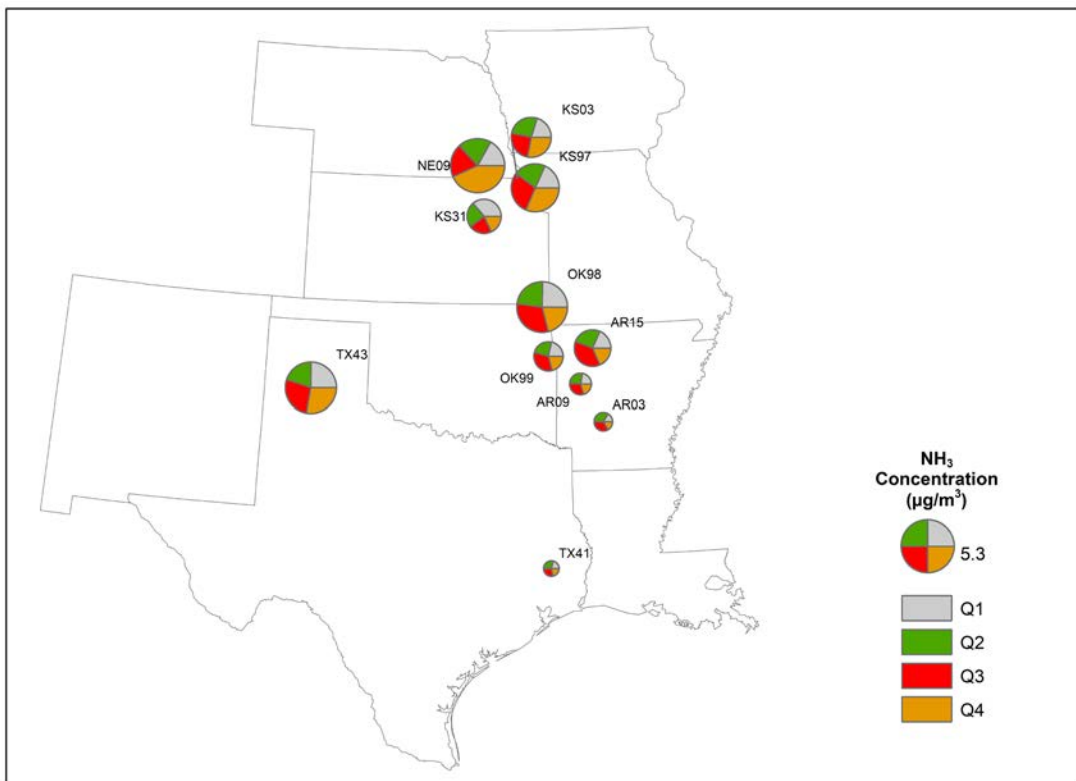 KS03
KS97
NE09
KS31
OK98
AR15
TX43
OK99
AR09
AR03
TX41
NH₃
Concentration
(µg/m³)
5.3
Q1
Q2
Q3
Q4